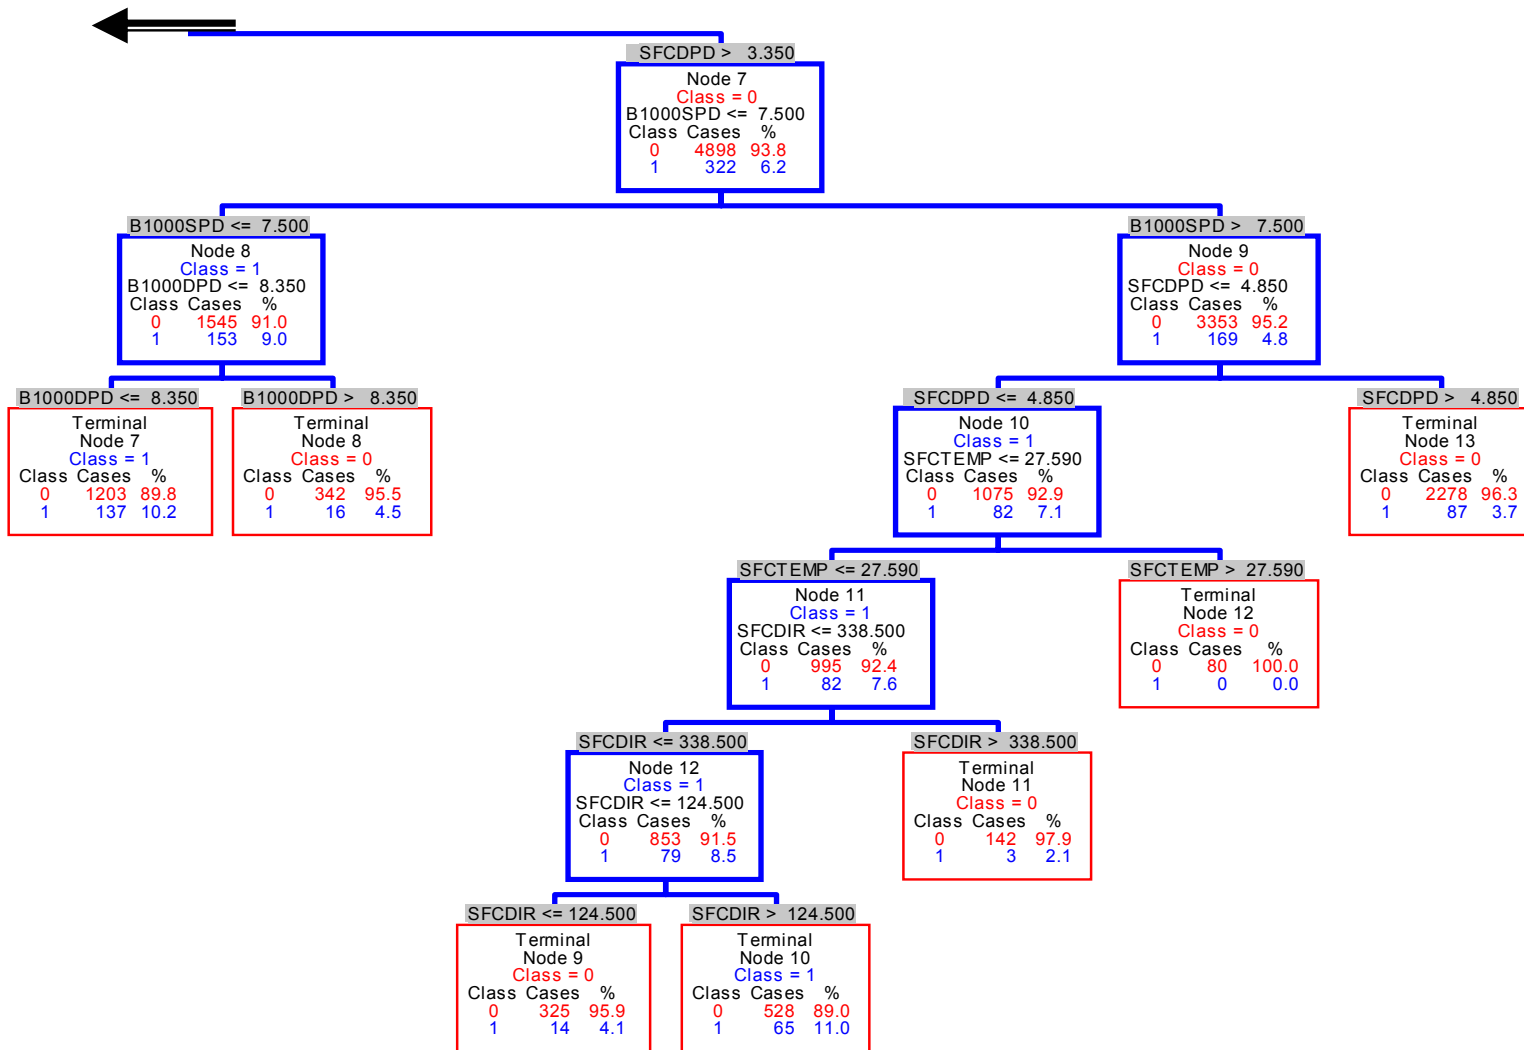 SFCDPD > 3.350
Node 7
Class = 0
B1000SPD <= 7.500
Class Cases %
0 4898 93.8
1 322 6.2
B1000SPD <= 7.500
Node 8
Class = 1
B1000DPD <= 8.350
Class Cases %
0 1545 91.0
1 153 9.0
B1000SPD > 7.500
Node 9
Class = 0
SFCDPD <= 4.850
Class Cases %
0 3353 95.2
1 169 4.8
B1000DPD <= 8.350
Terminal
Node 7
Class = 1
Class Cases %
0 1203 89.8
1 137 10.2
B1000DPD > 8.350
Terminal
Node 8
Class = 0
Class Cases %
0 342 95.5
1 16 4.5
SFCDPD <= 4.850
Node 10
Class = 1
SFCTEMP <= 27.590
Class Cases %
0 1075 92.9
1 82 7.1
SFCDPD > 4.850
Terminal
Node 13
Class = 0
Class Cases %
0 2278 96.3
1 87 3.7
SFCTEMP <= 27.590
Node 11
Class = 1
SFCDIR <= 338.500
Class Cases %
0 995 92.4
1 82 7.6
SFCTEMP > 27.590
Terminal
Node 12
Class = 0
Class Cases %
0 80 100.0
1 0 0.0
SFCDIR <= 338.500
Node 12
Class = 1
SFCDIR <= 124.500
Class Cases %
0 853 91.5
1 79 8.5
SFCDIR > 338.500
Terminal
Node 11
Class = 0
Class Cases %
0 142 97.9
1 3 2.1
SFCDIR <= 124.500
Terminal
Node 9
Class = 0
Class Cases %
0 325 95.9
1 14 4.1
SFCDIR > 124.500
Terminal
Node 10
Class = 1
Class Cases %
0 528 89.0
1 65 11.0